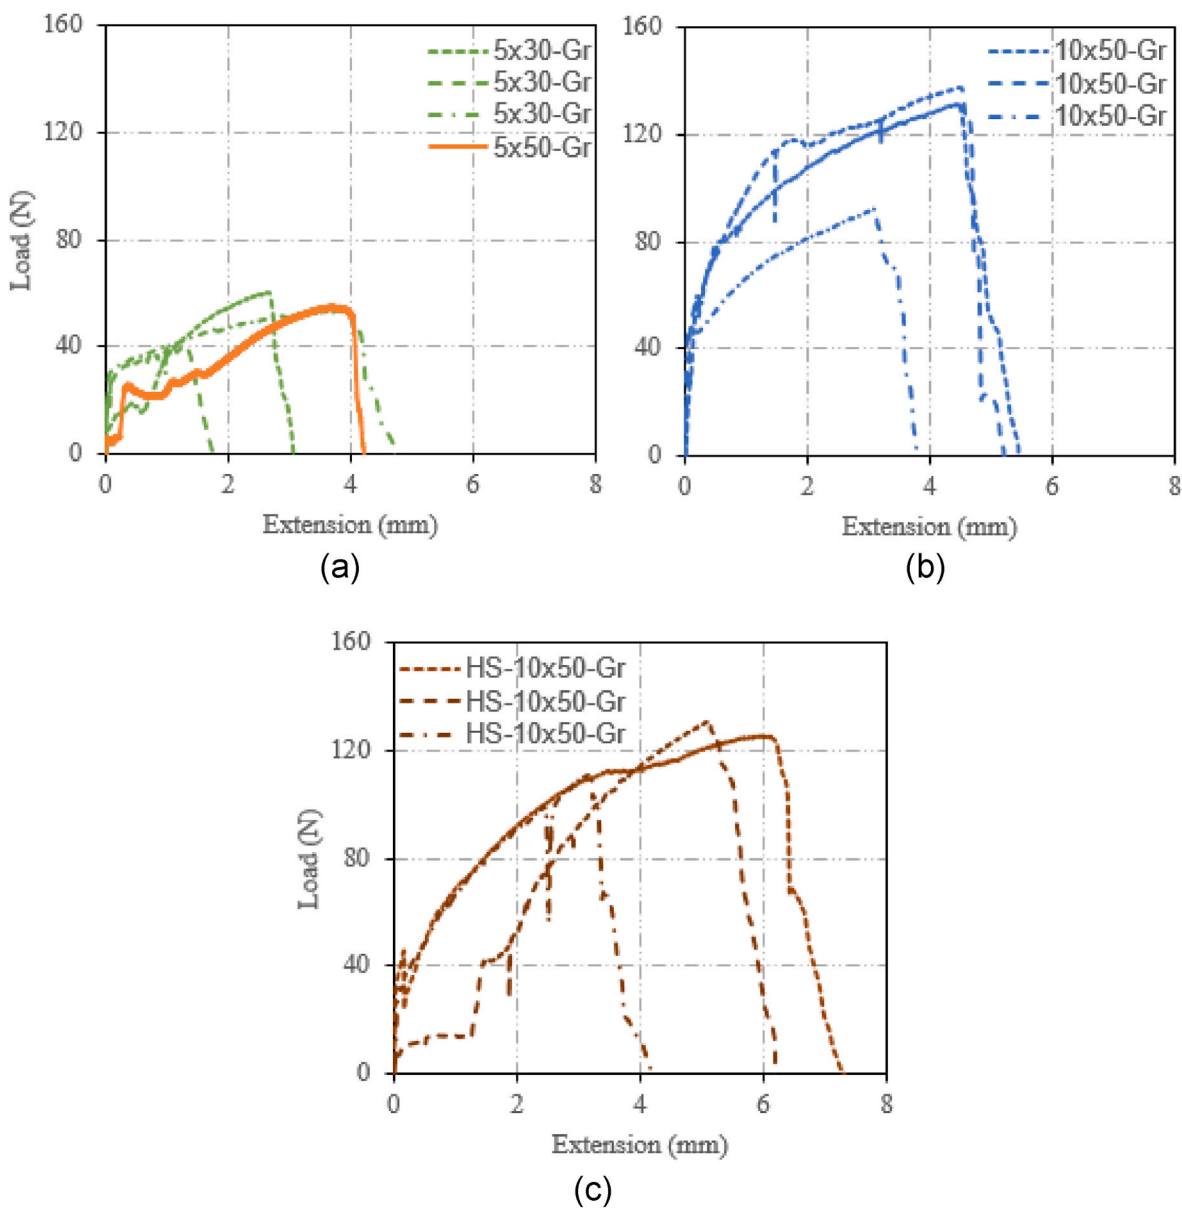 160
120
80
40
0
Load (N)
5x30-Gr
5x30-Gr
5x30-Gr
5x50-Gr
0 2 4 6 8
Extension (mm)
(a)
160
120
80
40
0
10x50-Gr
10x50-Gr
10x50-Gr
0 2 4 6 8
Extension (mm)
(b)
160
120
80
40
0
Load (N)
HS-10x50-Gr
HS-10x50-Gr
HS-10x50-Gr
0 2 4 6 8
Extension (mm)
(c)